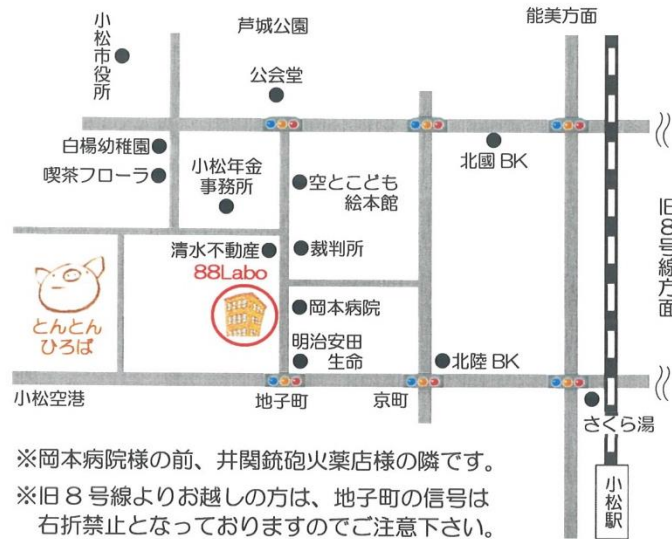 芦城公園
能美方面
小松市役所
公会堂
白楊幼稚園
喫茶フローラ
小松年金
事務所
空とこども
絵本館
北國 BK
旧8号線方面
清水不動産
裁判所
88Labo
とんとん
ひろば
岡本病院
明治安田
生命
北陸 BK
小松空港
地子町
京町
さくら湯
小松駅
※岡本病院様の前、井関銃砲火薬店様の隣です。
※旧8号線よりお越しの方は、地子町の信号は
右折禁止となっておりますのでご注意下さい。